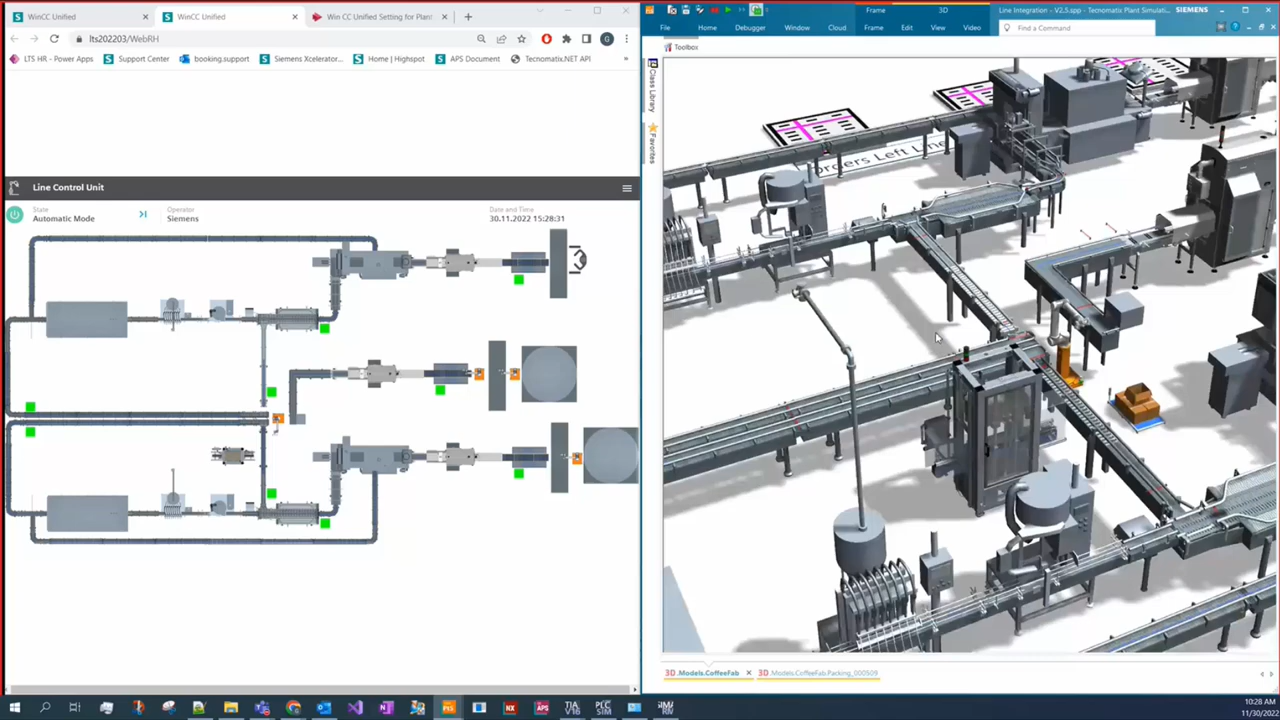 WinCC Unified
WinCC Unified
Win CC Unified Setting for Plant
lts202203/WebRH
G
LTS HR - Power Apps
Support Center
booking.support
Siemens Xcelerator...
Home | Highspot
APS Document
Tecnomatix.NET API
»
Line Control Unit
State
Automatic Mode
Operator
Siemens
Date and Time
30.11.2022 15:28:31
Frame
3D
Line Integration - V2.5.spp - Tecnomatix Plant Simulati...
SIEMENS
File
Home
Debugger
Window
Cloud
Frame
Edit
View
Video
Find a Command
Toolbox
Class Library
Favorites
orders Left Line
3D .Models.CoffeeFab
3D .Models.CoffeeFab.Packing_000509
PtS
NX
APS
TIA
V18
PLC
SIM
10:28 AM
11/30/2022